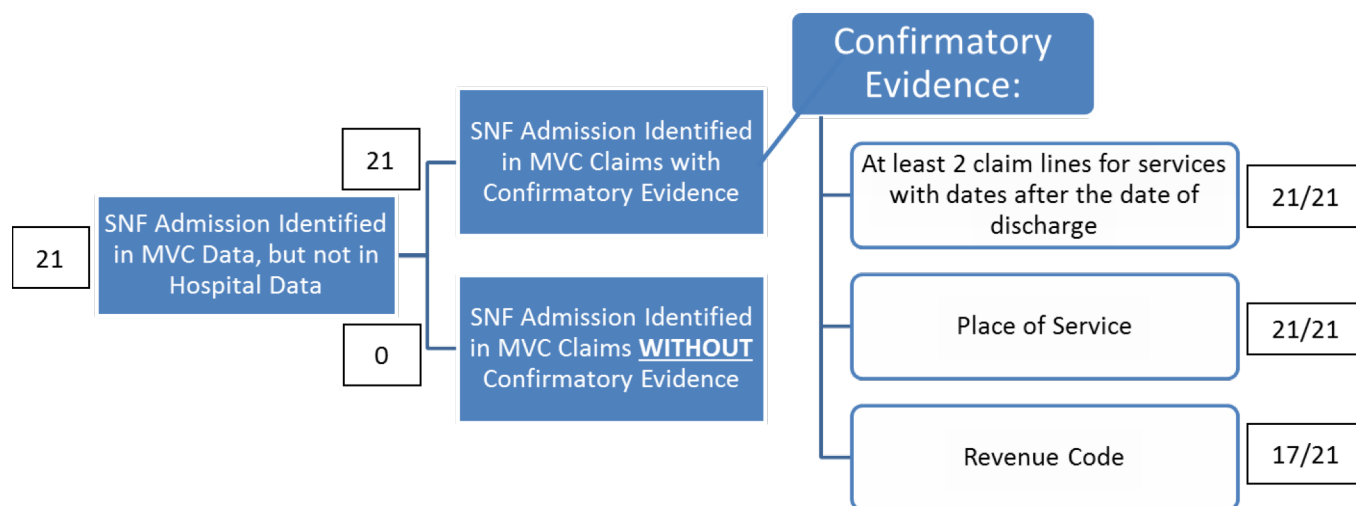 21
SNF Admission Identified
in MVC Data, but not in
Hospital Data
21
SNF Admission Identified
in MVC Claims with
Confirmatory Evidence
0
SNF Admission Identified
in MVC Claims WITHOUT
Confirmatory Evidence
Confirmatory
Evidence:
At least 2 claim lines for services
with dates after the date of
discharge
21/21
Place of Service
21/21
Revenue Code
17/21